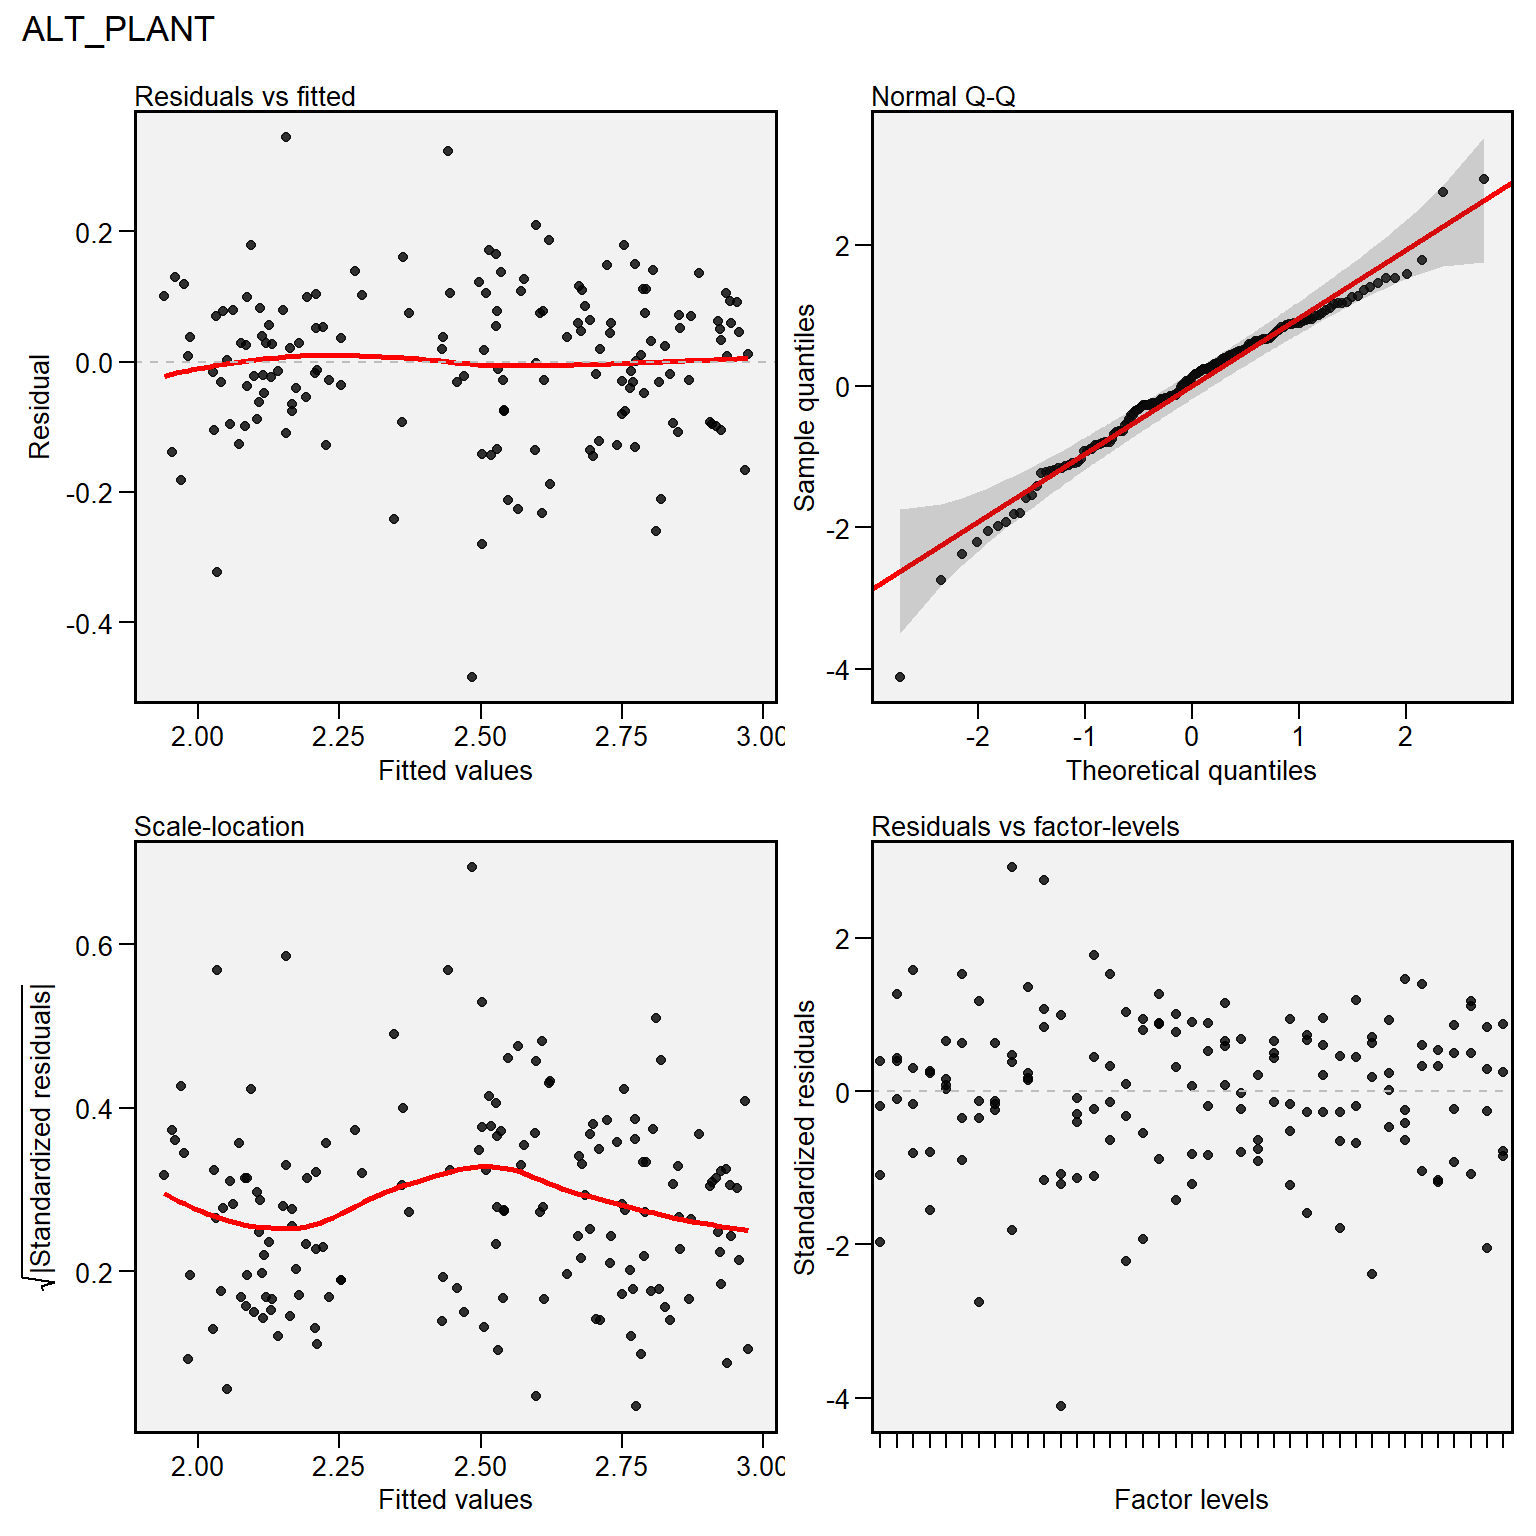 ALT_PLANT
Residuals vs fitted
Residual
0.2
0.0
-0.2
-0.4
2.00 2.25 2.50 2.75 3.00
Fitted values
Normal Q-Q
Sample quantiles
2
0
-2
-4
-2 -1 0 1 2
Theoretical quantiles
Scale-location
√|Standardized residuals|
0.6
0.4
0.2
2.00 2.25 2.50 2.75 3.00
Fitted values
Residuals vs factor-levels
Standardized residuals
2
0
-2
-4
Factor levels